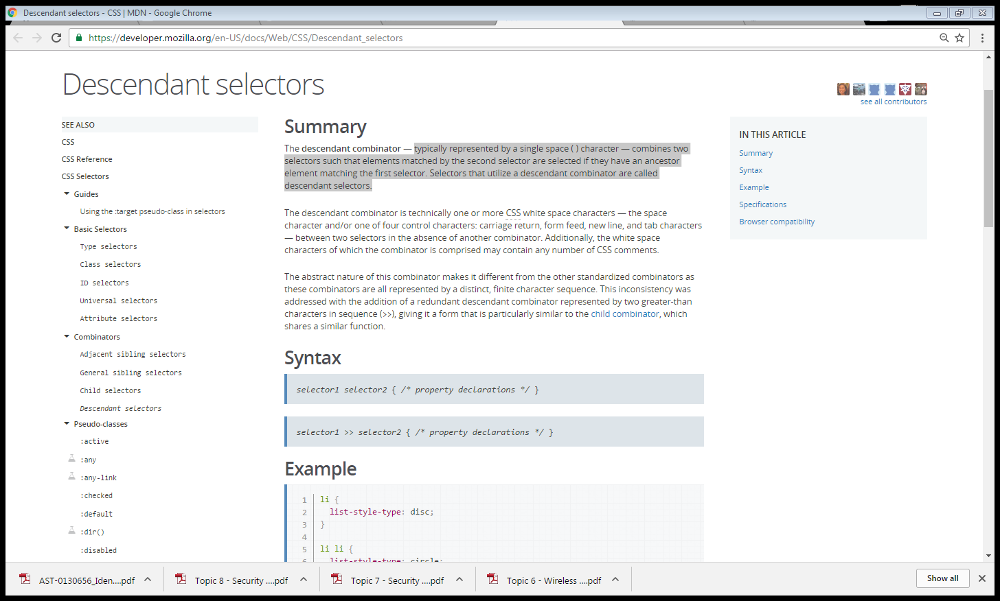 Descendant selectors - CSS | MDN - Google Chrome
https://developer.mozilla.org/en-US/docs/Web/CSS/Descendant_selectors
Descendant selectors
see all contributors
SEE ALSO
CSS
CSS Reference
CSS Selectors
Guides
Using the :target pseudo-class in selectors
Basic Selectors
Type selectors
Class selectors
ID selectors
Universal selectors
Attribute selectors
Combinators
Adjacent sibling selectors
General sibling selectors
Child selectors
Descendant selectors
Pseudo-classes
:active
:any
:any-link
:checked
:default
:dir()
:disabled
Summary
The descendant combinator — typically represented by a single space ( ) character — combines two
selectors such that elements matched by the second selector are selected if they have an ancestor
element matching the first selector. Selectors that utilize a descendant combinator are called
descendant selectors.
The descendant combinator is technically one or more CSS white space characters — the space
character and/or one of four control characters: carriage return, form feed, new line, and tab characters
— between two selectors in the absence of another combinator. Additionally, the white space
characters of which the combinator is comprised may contain any number of CSS comments.
The abstract nature of this combinator makes it different from the other standardized combinators as
these combinators are all represented by a distinct, finite character sequence. This inconsistency was
addressed with the addition of a redundant descendant combinator represented by two greater-than
characters in sequence (>>), giving it a form that is particularly similar to the child combinator, which
shares a similar function.
Syntax
selector1 selector2 { /* property declarations */ }
selector1 >> selector2 { /* property declarations */ }
Example
1 li {
2 list-style-type: disc;
3 }
4
5 li li {
6 list-style-type: circle;
IN THIS ARTICLE
Summary
Syntax
Example
Specifications
Browser compatibility
AST-0130656_Iden....pdf
Topic 8 - Security ....pdf
Topic 7 - Security ....pdf
Topic 6 - Wireless ....pdf
Show all